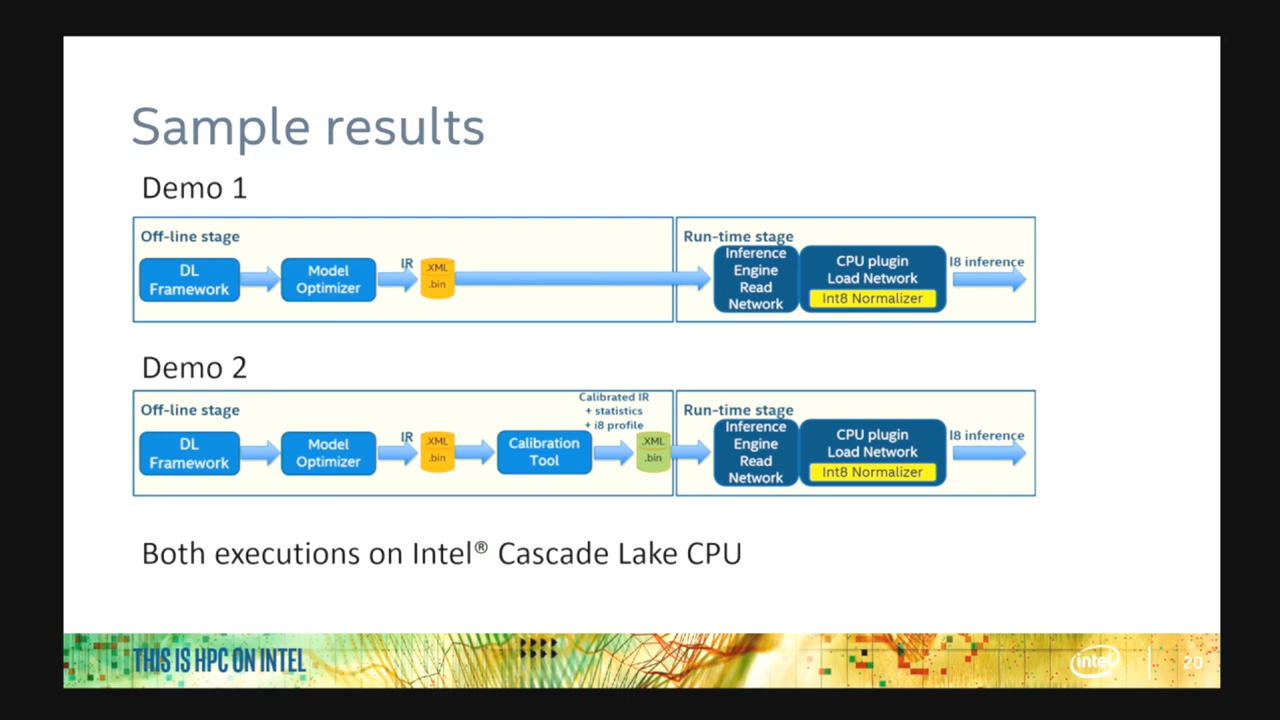 Sample results
Demo 1
Off-line stage
DL
Framework
Model
Optimizer
IR
.XML
.bin
Run-time stage
Inference
Engine
Read
Network
CPU plugin
Load Network
Int8 Normalizer
I8 inference
Demo 2
Off-line stage
DL
Framework
Model
Optimizer
IR
.XML
.bin
Calibration
Tool
Calibrated IR
+ statistics
+ i8 profile
.XML
.bin
Run-time stage
Inference
Engine
Read
Network
CPU plugin
Load Network
Int8 Normalizer
I8 inference
Both executions on Intel® Cascade Lake CPU
THIS IS HPC ON INTEL
intel
20